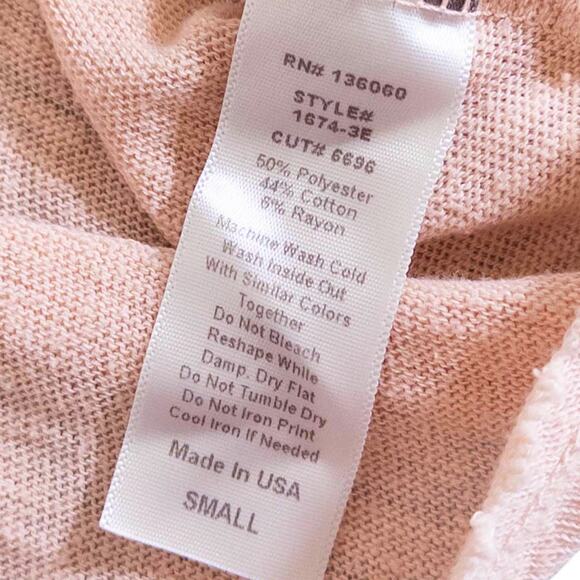 RN# 136060
STYLE#
1674-3E
CUT# 6696
50% Polyester
44% Cotton
6% Rayon
Machine Wash Cold
Wash Inside Out
With Similar Colors
Together
Do Not Bleach
Reshape While
Damp. Dry Flat
Do Not Tumble Dry
Do Not Iron Print
Cool Iron If Needed
Made In USA
SMALL